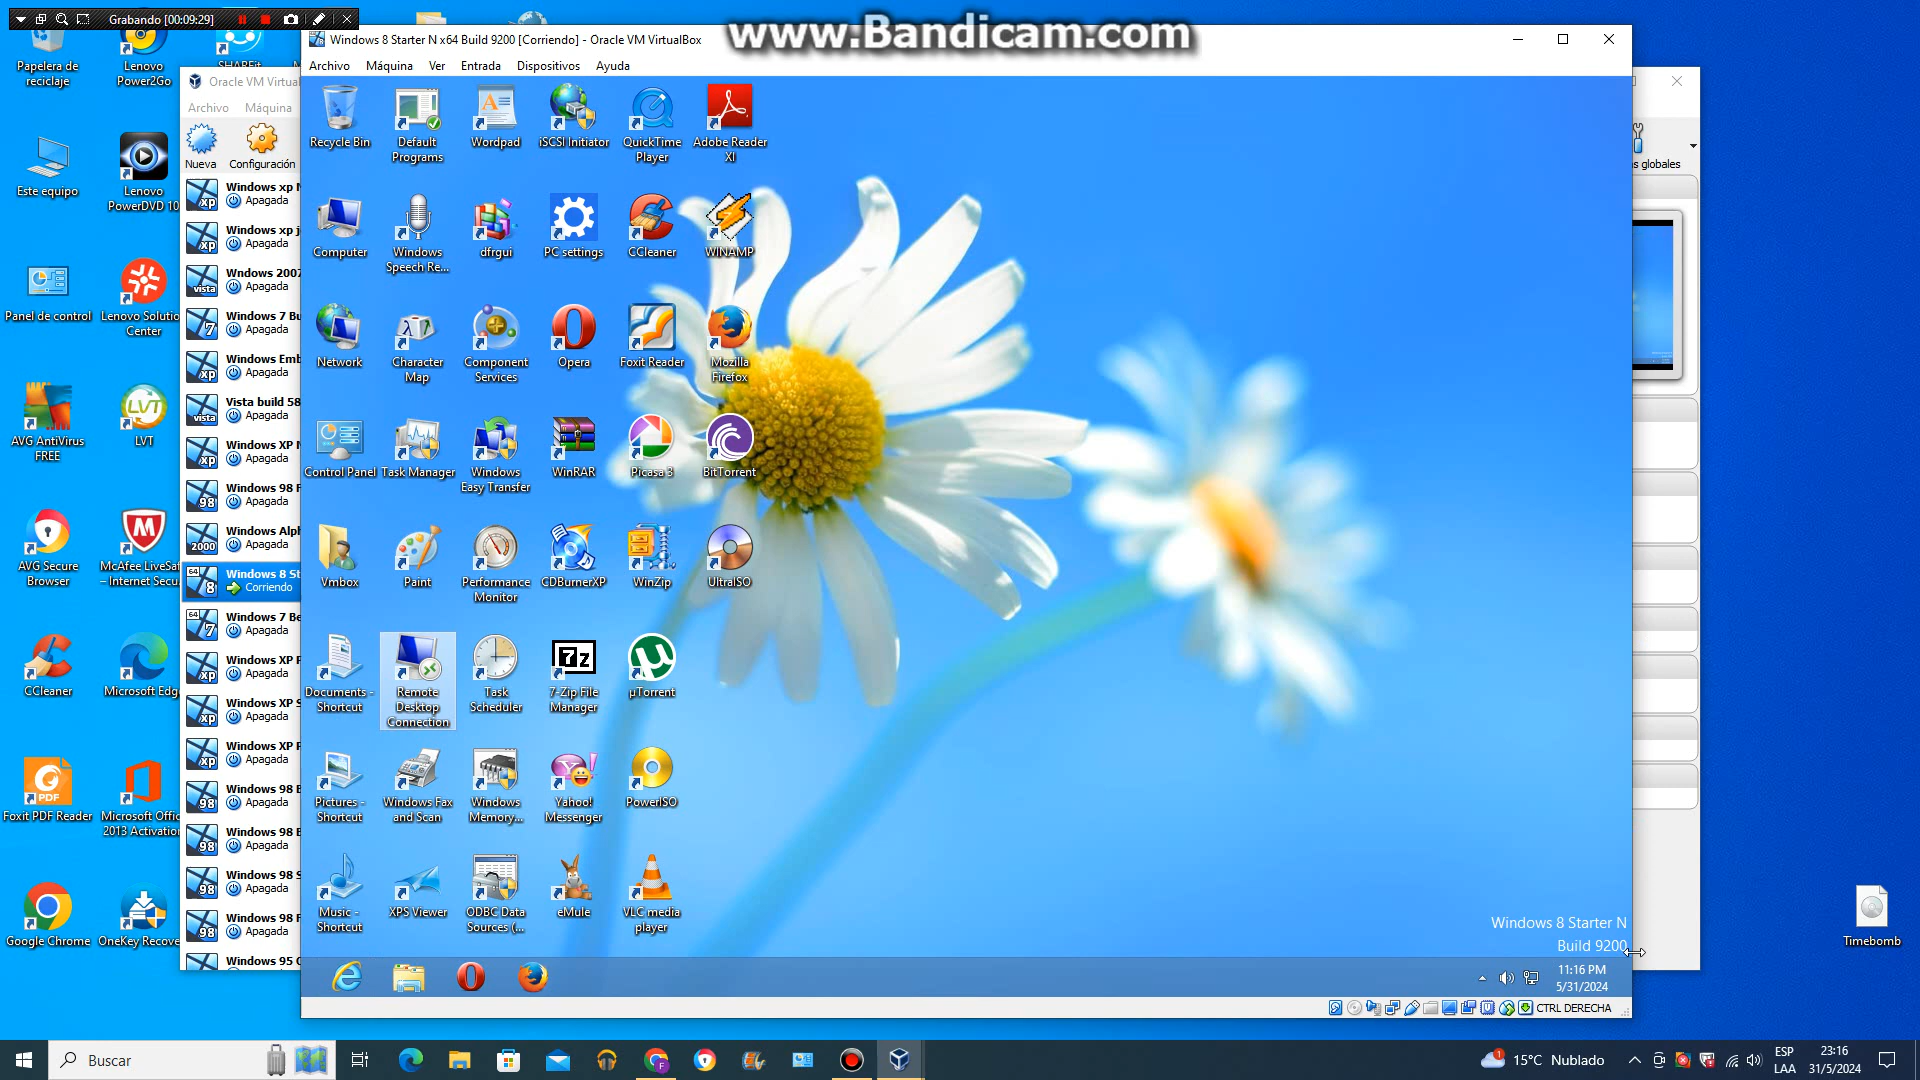 Grabando [00:09:29]
www.Bandicam.com
Windows 8 Starter N x64 Build 9200 [Corriendo] - Oracle VM VirtualBox
Archivo Máquina Ver Entrada Dispositivos Ayuda
Papelera de reciclaje
Lenovo Power2Go
SHAREit
Este equipo
Lenovo PowerDVD 10
Panel de control
Lenovo Solutio
Center
AVG AntiVirus FREE
LVT
AVG Secure Browser
McAfee LiveSaf
– Internet Secu
CCleaner
Microsoft Edg
Foxit PDF Reader
Microsoft Offic
2013 Activation
Google Chrome
OneKey Recove
Oracle VM Virtual
Archivo Máquina
Nueva
Configuración
Windows xp N
Apagada
Windows xp j
Apagada
Wndows 2007
Apagada
Windows 7 Bu
Apagada
Windows Emb
Apagada
Vista build 58
Apagada
Windows XP N
Apagada
Windows 98 F
Apagada
Windows Alph
Apagada
Windows 8 St
Corriendo
Windows 7 Be
Apagada
Windows XP P
Apagada
Windows XP S
Apagada
Windows XP P
Apagada
Windows 98 B
Apagada
Windows 98 B
Apagada
Windows 98 S
Apagada
Windows 98 F
Apagada
Windows 95 O
s globales
Recycle Bin
Default Programs
Wordpad
iSCSI Initiator
QuickTime Player
Adobe Reader XI
Computer
Windows Speech Re...
dfrgui
PC settings
CCleaner
WINAMP
Network
Character Map
Component Services
Opera
Foxit Reader
Mozilla Firefox
Control Panel
Task Manager
Windows Easy Transfer
WinRAR
Picasa 3
BitTorrent
Vmbox
Paint
Performance Monitor
CDBurnerXP
WinZip
UltraISO
Documents - Shortcut
Remote Desktop Connection
Task Scheduler
7-Zip File Manager
µTorrent
Pictures - Shortcut
Windows Fax and Scan
Windows Memory...
Yahoo! Messenger
PowerISO
Music - Shortcut
XPS Viewer
ODBC Data Sources (...
eMule
VLC media player
Windows 8 Starter N
Build 9200
11:16 PM
5/31/2024
CTRL DERECHA
Timebomb
Buscar
15°C Nublado
ESP
LAA
23:16
31/5/2024